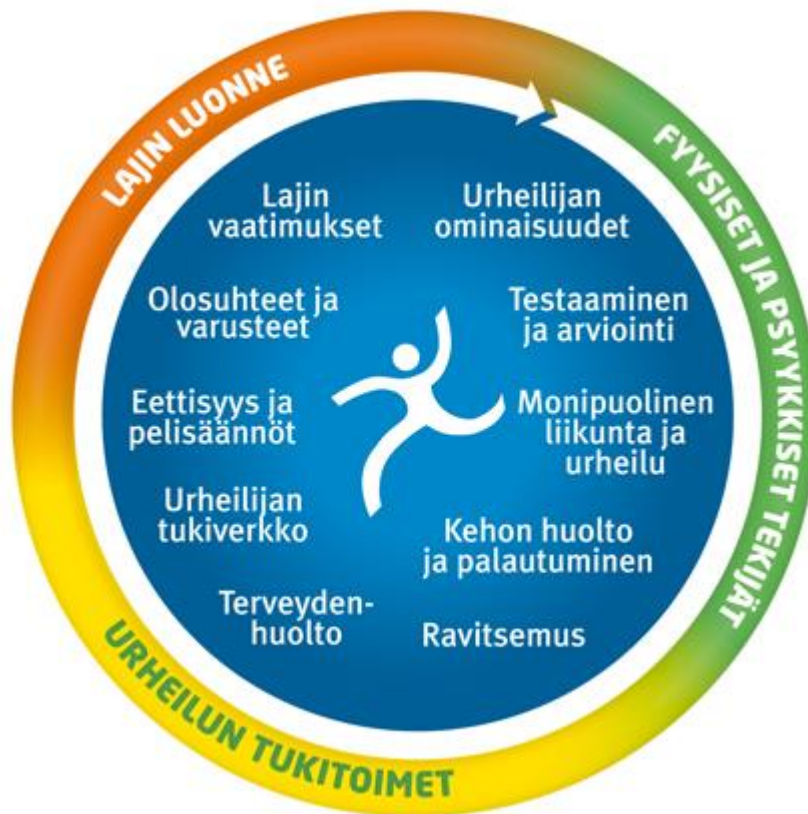 LAJIN LUONNE
FYYSISET JA PSYYKKISET TEKIJÄT
URHEILUN TUKITOIMET
Lajin
vaatimukset
Urheilijan
ominaisuudet
Olosuhteet ja
varusteet
Testaaminen
ja arviointi
Eettisyys ja
pelisäännöt
Monipuolinen
liikunta ja
urheilu
Urheilijan
tukiverkko
Kehon huolto
ja palautuminen
Terveyden-
huolto
Ravitsemus